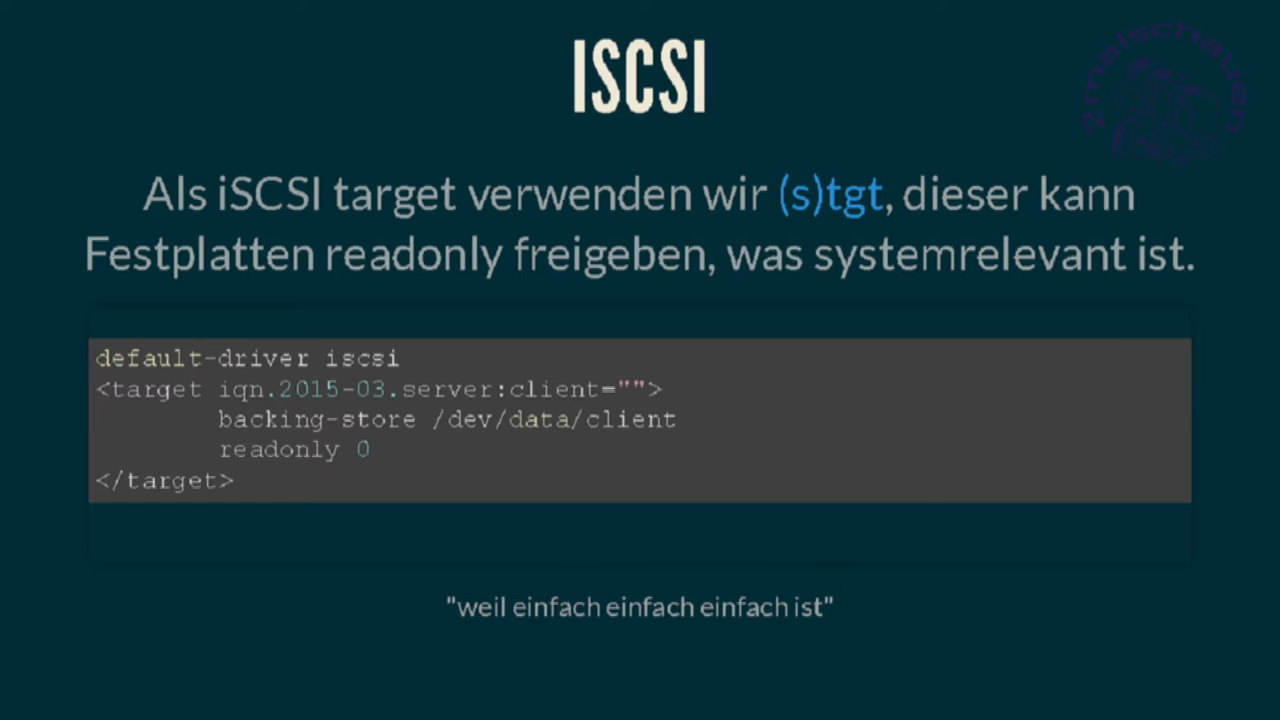 ISCSI
zmalschauen
Als iSCSI target verwenden wir (s)tgt, dieser kann
Festplatten readonly freigeben, was systemrelevant ist.
default-driver iscsi
<target iqn.2015-03.server:client="">
        backing-store /dev/data/client
        readonly 0
</target>
"weil einfach einfach einfach ist"